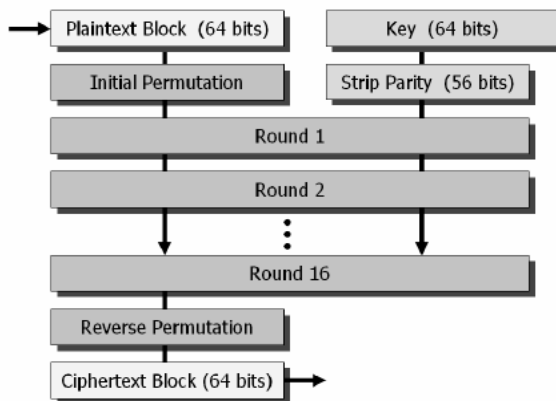 Plaintext Block (64 bits)
Key (64 bits)
Initial Permutation
Strip Parity (56 bits)
Round 1
Round 2
Round 16
Reverse Permutation
Ciphertext Block (64 bits)